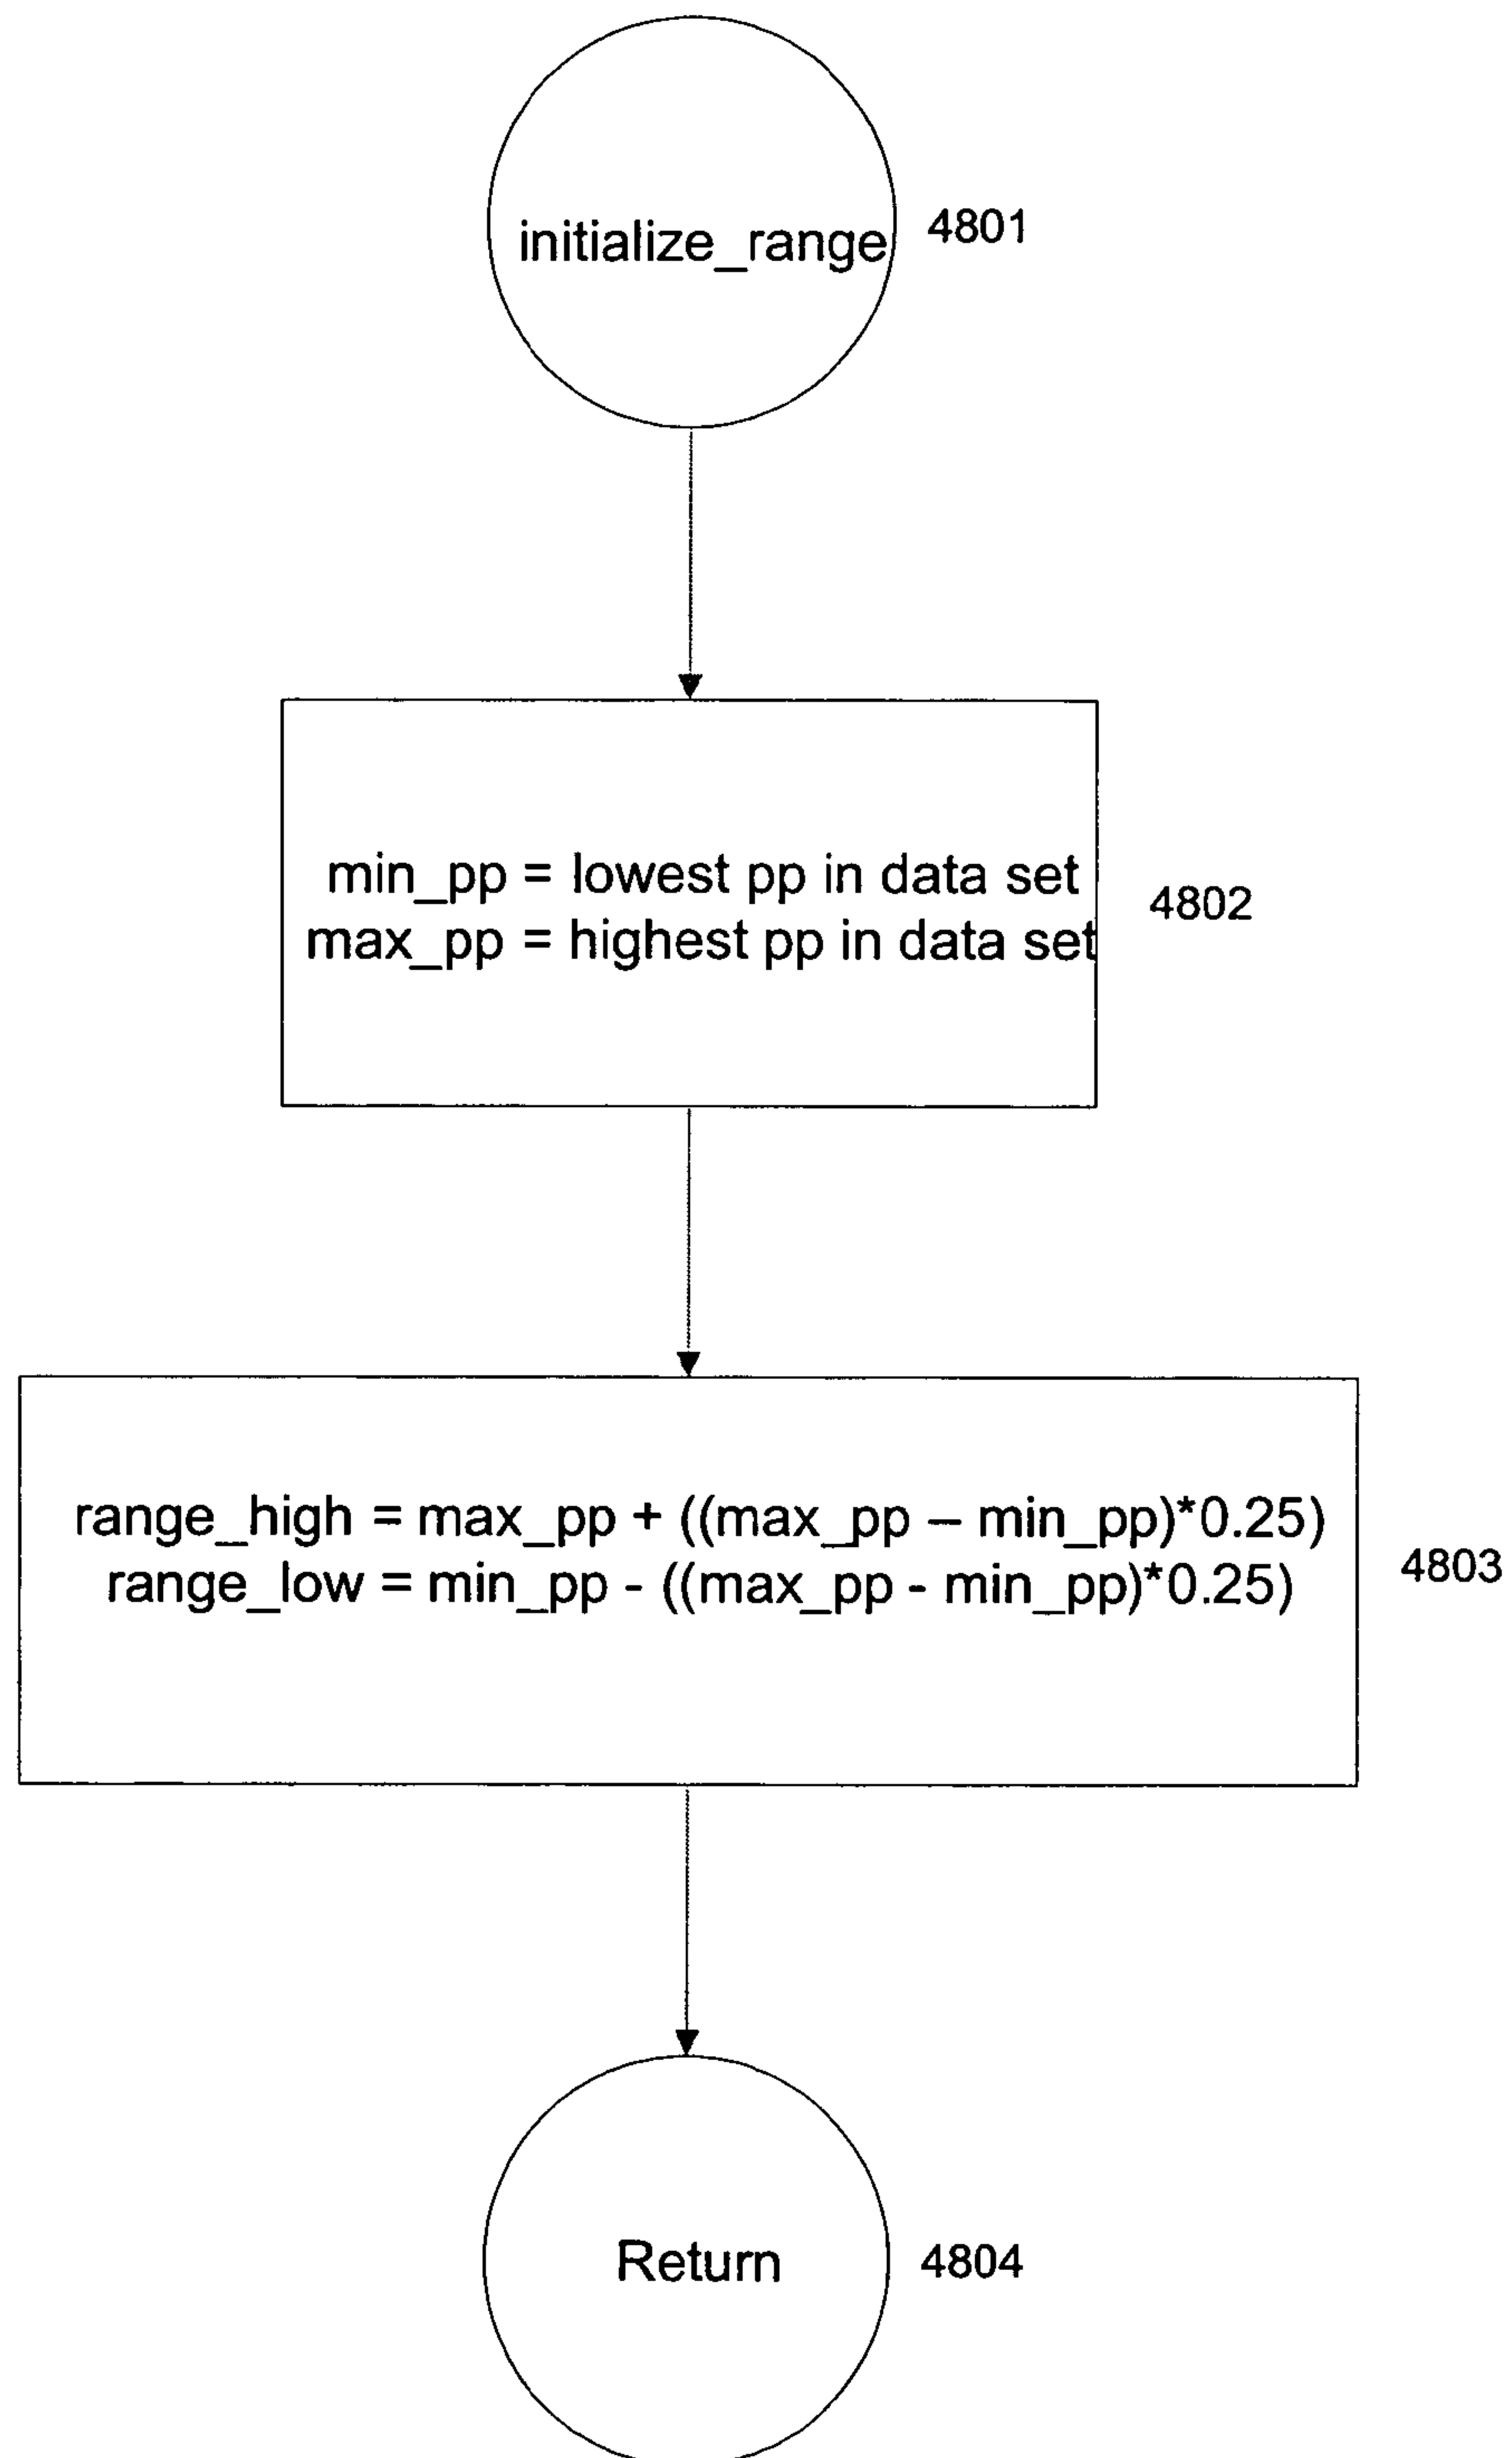 initialize_range
4801
min_pp = lowest pp in data set
max_pp = highest pp in data set
4802
range_high = max_pp + ((max_pp – min_pp)*0.25)
range_low = min_pp - ((max_pp - min_pp)*0.25)
4803
Return
4804